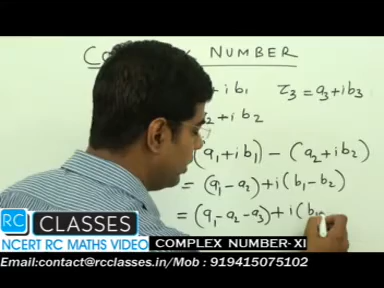 COMPLEX NUMBER
+ ib₁ z₃ = a₃ + ib₃
₂ + ib₂
(a₁ + ib₁) − (a₂ + ib₂)
= (a₁ − a₂) + i(b₁ − b₂)
= (a₁ − a₂ − a₃) + i(b₁
RC CLASSES
NCERT RC MATHS VIDEO COMPLEX NUMBER-XI
Email:contact@rcclasses.in/Mob : 919415075102